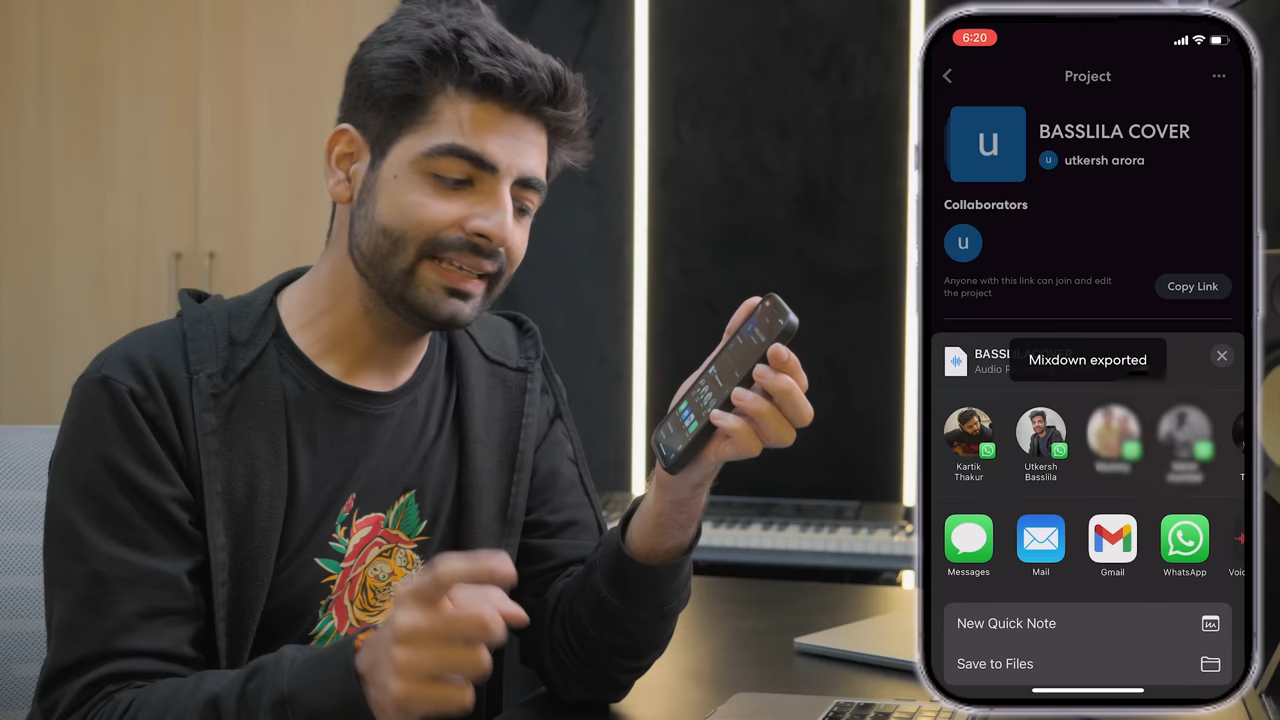 6:20
Project
u
BASSLILA COVER
u utkersh arora
Collaborators
u
Anyone with this link can join and edit
the project
Copy Link
BASSL
Audio R
Mixdown exported
Kartik
Thakur
Utkersh
Basslila
Messages
Mail
Gmail
WhatsApp
Voic
New Quick Note
Save to Files